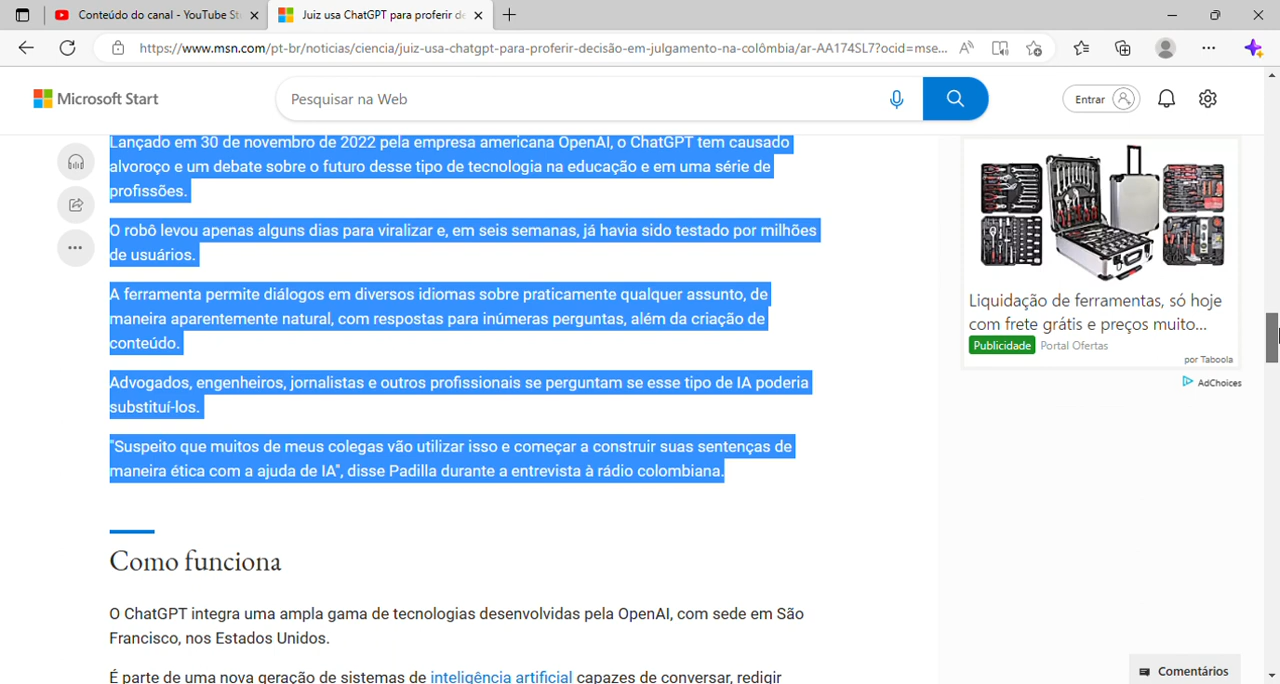 Conteúdo do canal - YouTube St
Juiz usa ChatGPT para proferir de
https://www.msn.com/pt-br/noticias/ciencia/juiz-usa-chatgpt-para-proferir-decisão-em-julgamento-na-colômbia/ar-AA174SL7?ocid=mse...
Microsoft Start
Pesquisar na Web
Entrar
Lançado em 30 de novembro de 2022 pela empresa americana OpenAI, o ChatGPT tem causado
alvoroço e um debate sobre o futuro desse tipo de tecnologia na educação e em uma série de
profissões.
O robô levou apenas alguns dias para viralizar e, em seis semanas, já havia sido testado por milhões
de usuários.
A ferramenta permite diálogos em diversos idiomas sobre praticamente qualquer assunto, de
maneira aparentemente natural, com respostas para inúmeras perguntas, além da criação de
conteúdo.
Advogados, engenheiros, jornalistas e outros profissionais se perguntam se esse tipo de IA poderia
substituí-los.
"Suspeito que muitos de meus colegas vão utilizar isso e começar a construir suas sentenças de
maneira ética com a ajuda de IA", disse Padilla durante a entrevista à rádio colombiana.
Como funciona
O ChatGPT integra uma ampla gama de tecnologias desenvolvidas pela OpenAI, com sede em São
Francisco, nos Estados Unidos.
É parte de uma nova geração de sistemas de inteligência artificial capazes de conversar, redigir
Liquidação de ferramentas, só hoje
com frete grátis e preços muito...
Publicidade Portal Ofertas
por Taboola
AdChoices
Comentários